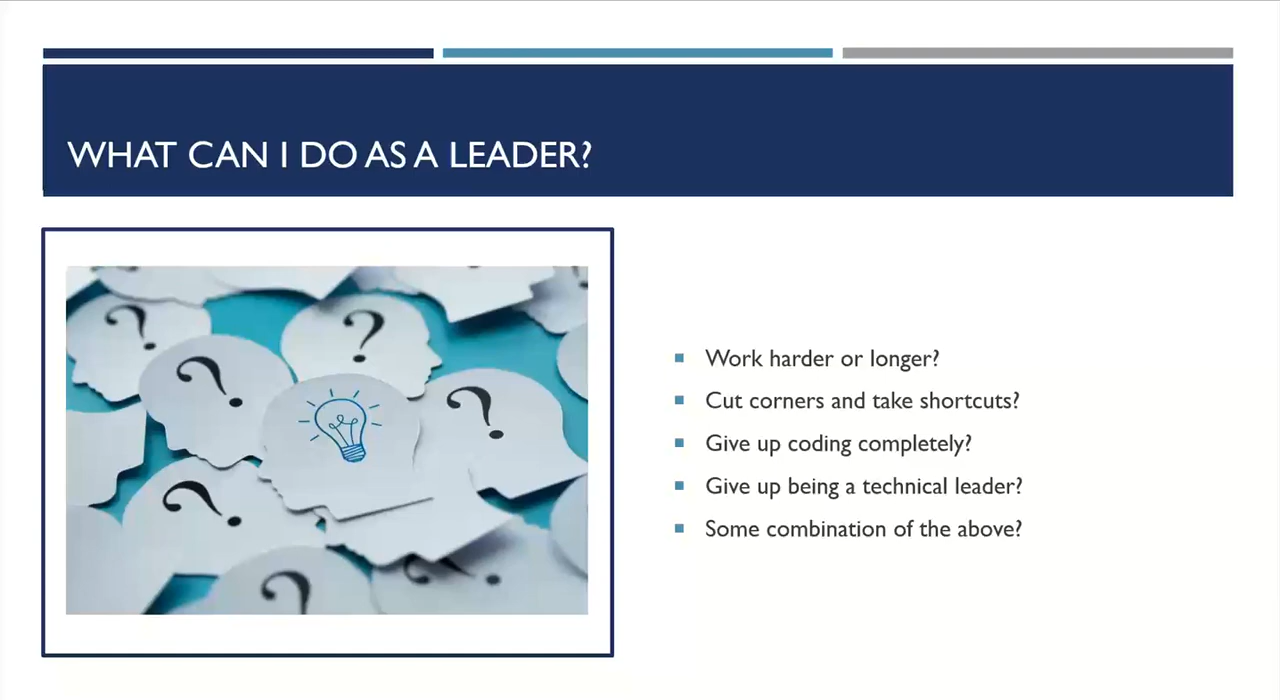 WHAT CAN I DO AS A LEADER?
Work harder or longer?
Cut corners and take shortcuts?
Give up coding completely?
Give up being a technical leader?
Some combination of the above?